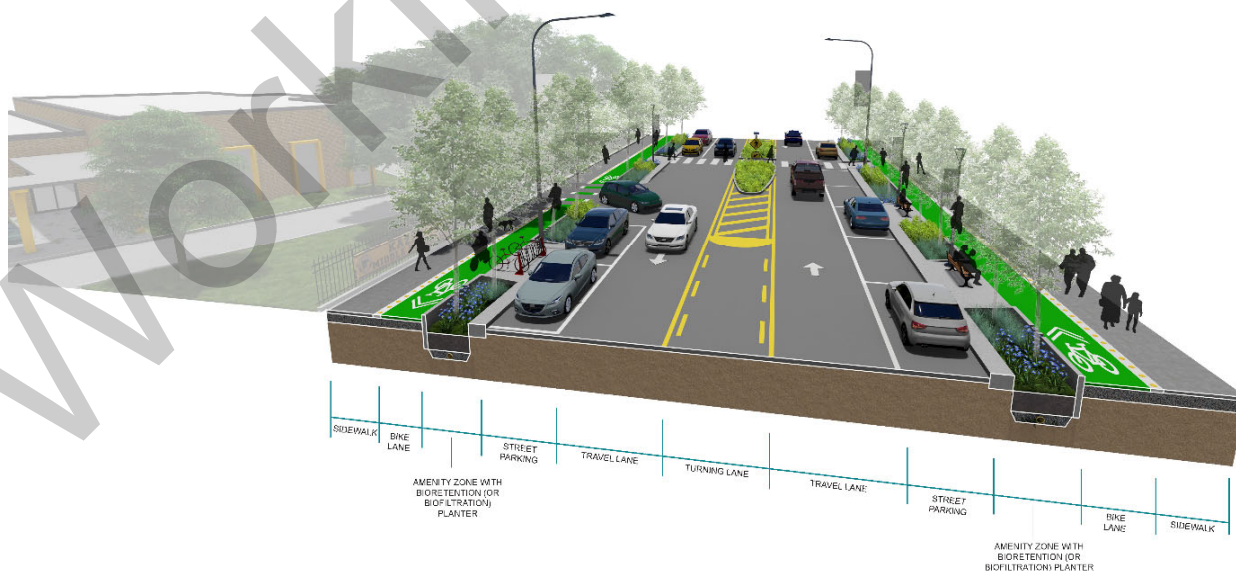 Workin
SIDEWALK
BIKE
LANE
AMENITY ZONE WITH
BIORETENTION (OR
BIOFILTRATION)
PLANTER
STREET
PARKING
TRAVEL LANE
TURNING LANE
TRAVEL LANE
STREET
PARKING
AMENITY ZONE WITH
BIORETENTION (OR
BIOFILTRATION) PLANTER
BIKE
LANE
SIDEWALK